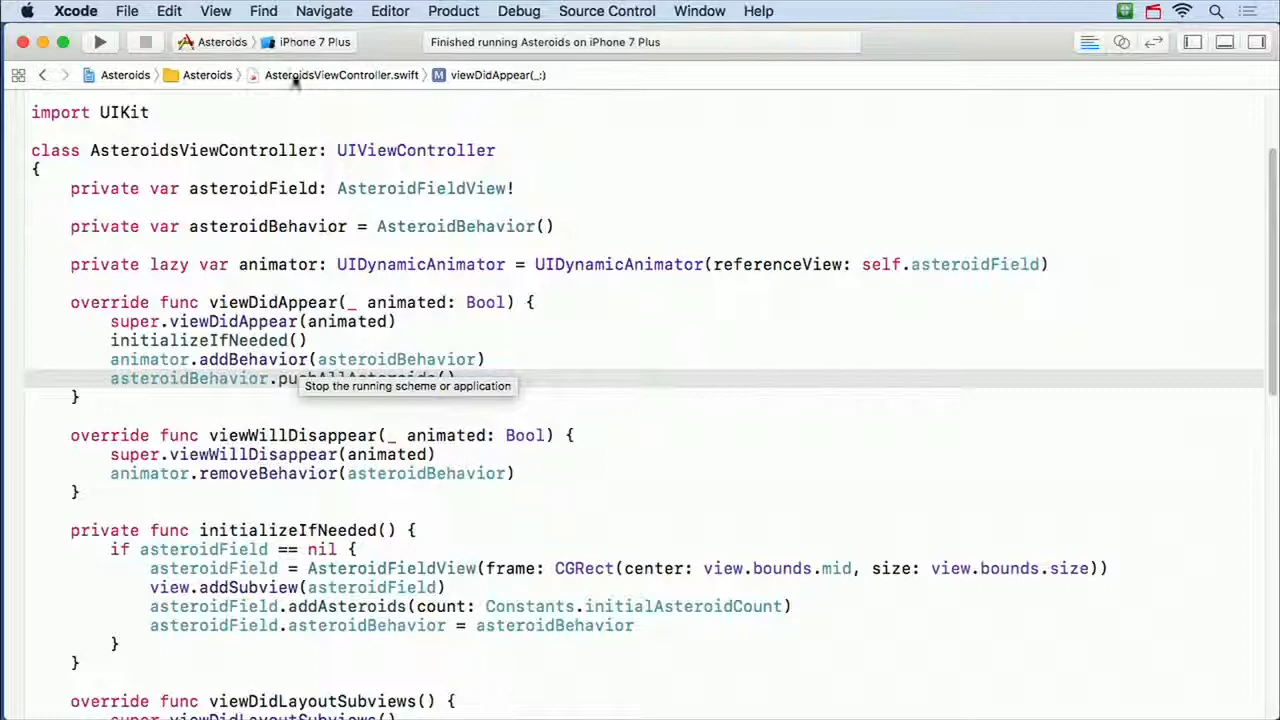 Xcode File Edit View Find Navigate Editor Product Debug Source Control Window Help
Asteroids iPhone 7 Plus Finished running Asteroids on iPhone 7 Plus
Asteroids Asteroids AsteroidsViewController.swift M viewDidAppear(_:)
import UIKit
class AsteroidsViewController: UIViewController
{
private var asteroidField: AsteroidFieldView!
private var asteroidBehavior = AsteroidBehavior()
private lazy var animator: UIDynamicAnimator = UIDynamicAnimator(referenceView: self.asteroidField)
override func viewDidAppear(_ animated: Bool) {
super.viewDidAppear(animated)
initializeIfNeeded()
animator.addBehavior(asteroidBehavior)
asteroidBehavior.pushAllAsteroids()
Stop the running scheme or application
}
override func viewWillDisappear(_ animated: Bool) {
super.viewWillDisappear(animated)
animator.removeBehavior(asteroidBehavior)
}
private func initializeIfNeeded() {
if asteroidField == nil {
asteroidField = AsteroidFieldView(frame: CGRect(center: view.bounds.mid, size: view.bounds.size))
view.addSubview(asteroidField)
asteroidField.addAsteroids(count: Constants.initialAsteroidCount)
asteroidField.asteroidBehavior = asteroidBehavior
}
}
override func viewDidLayoutSubviews() {
super.viewDidLayoutSubviews()